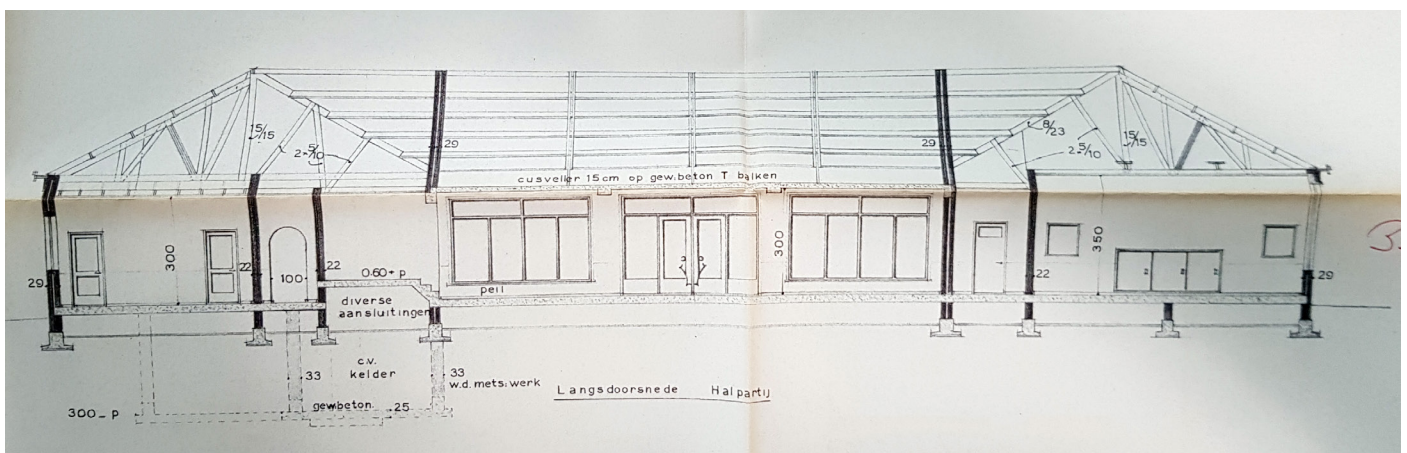 15/15
2-5/10
29
cusveller 15cm op gew.beton T balken
29
8/23
2-5/10
15/15
300
22
100
22
0.60+p
29
diverse
aansluitingen
peil
300
22
350
29
c.v.
kelder
33
33
w.d. mets:werk
gewbeton.
25
300_p
Langsdoorsnede Halpartij